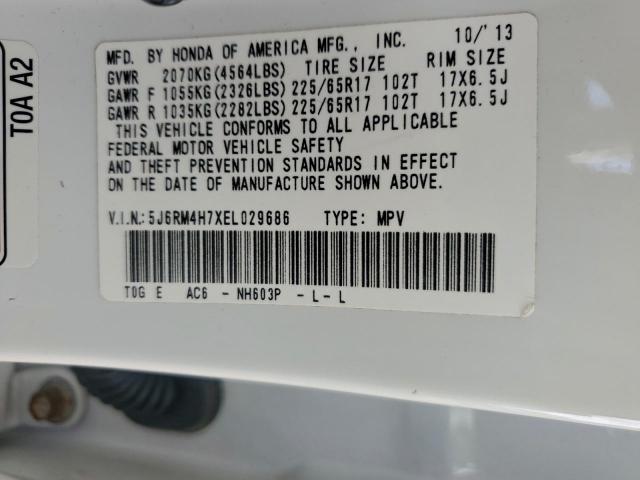 MFD. BY HONDA OF AMERICA MFG., INC. 10/'13
GVWR 2070KG(4564LBS) TIRE SIZE RIM SIZE
GAWR F 1055KG(2326LBS) 225/65R17 102T 17X6.5J
GAWR R 1035KG(2282LBS) 225/65R17 102T 17X6.5J
THIS VEHICLE CONFORMS TO ALL APPLICABLE
FEDERAL MOTOR VEHICLE SAFETY
AND THEFT PREVENTION STANDARDS IN EFFECT
ON THE DATE OF MANUFACTURE SHOWN ABOVE.
V.I.N.:5J6RM4H7XEL029686 TYPE: MPV
T0G E AC6 - NH603P - L - L
T0A A2